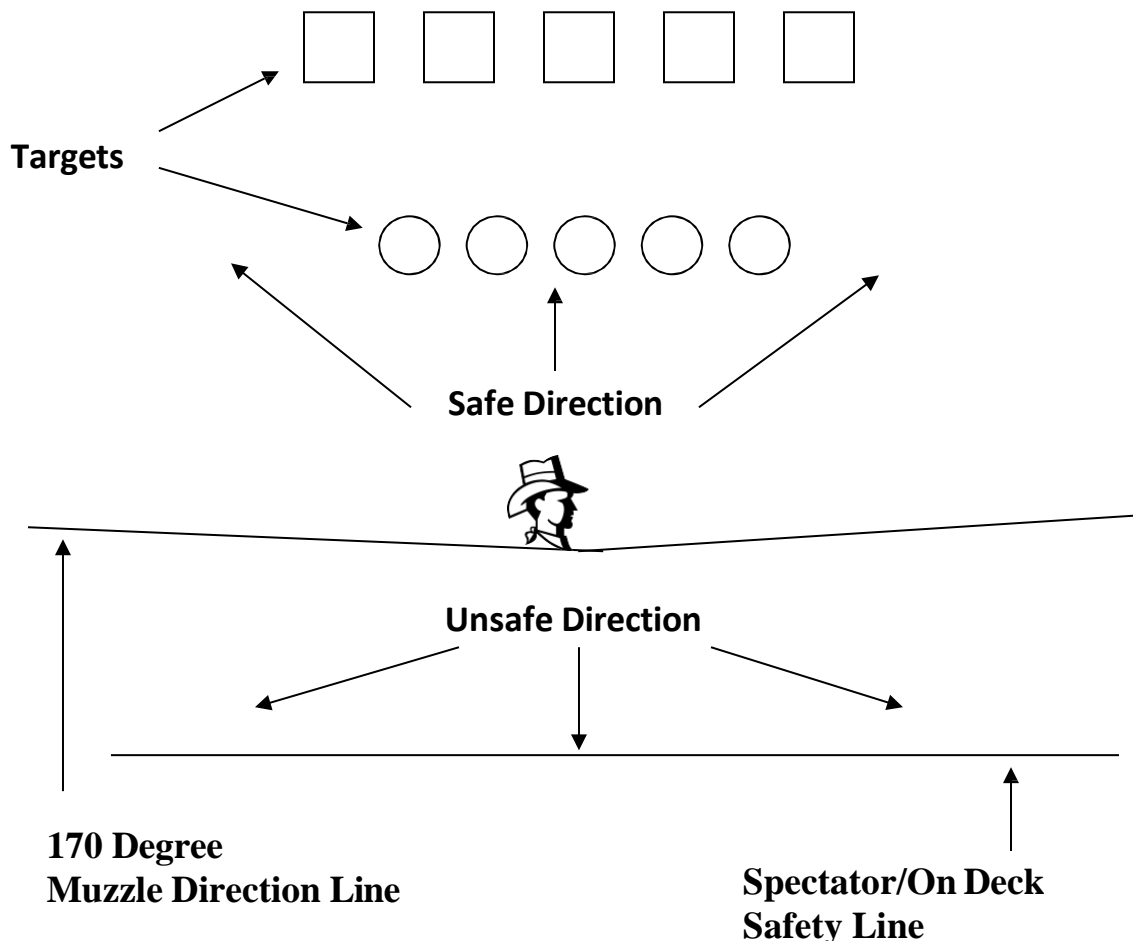 Targets
Safe Direction
Unsafe Direction
170 Degree
Muzzle Direction Line
Spectator/On Deck
Safety Line